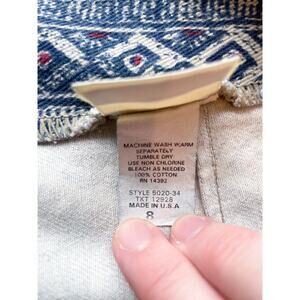 MACHINE WASH WARM
SEPARATELY
TUMBLE DRY
USE NON CHLORINE
BLEACH AS NEEDED
100% COTTON
RN 14392
STYLE 5020-34
TXT 12928
MADE IN U.S.A
8